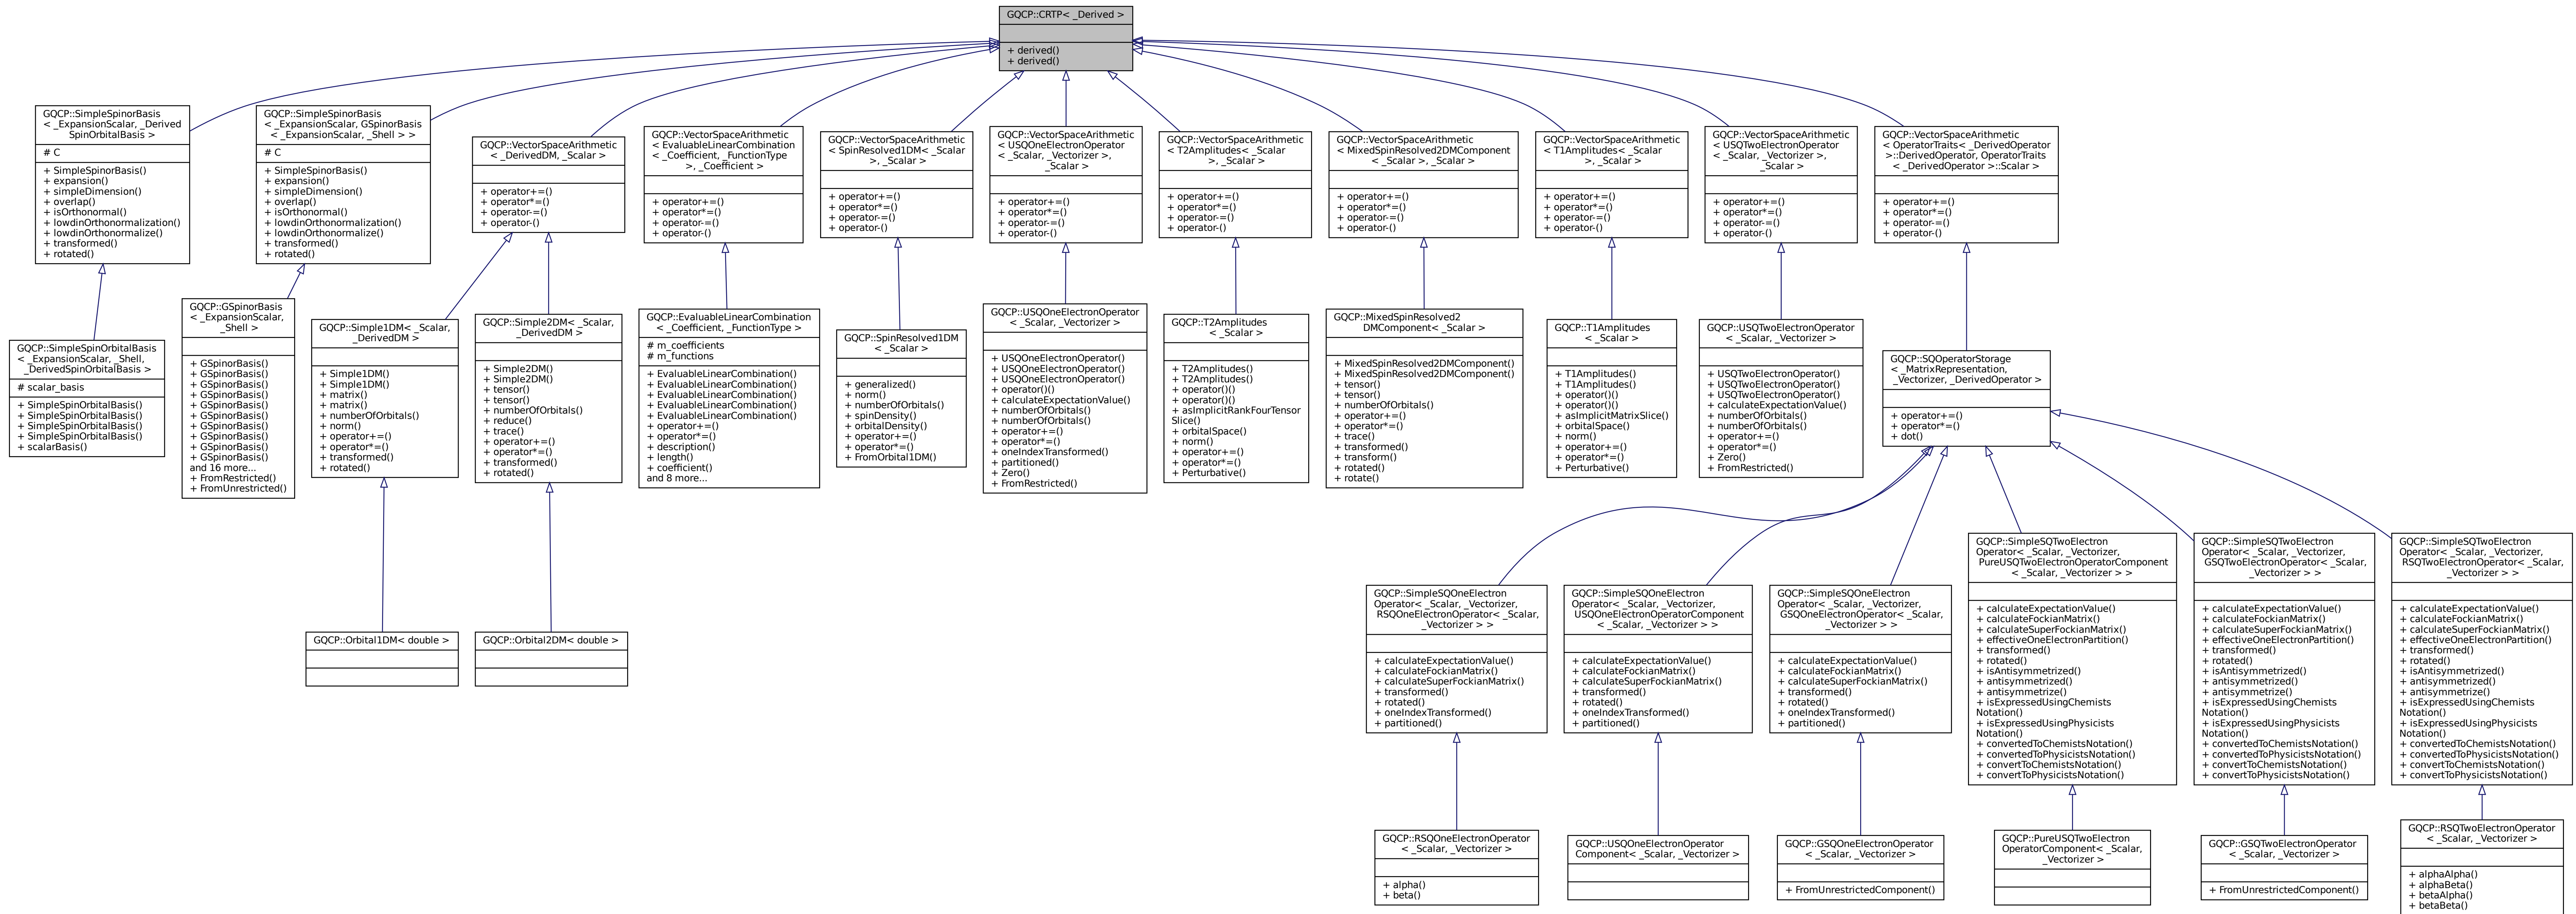 GQCP::CRTP< _Derived >
+ derived()
+ derived()
GQCP::SimpleSpinorBasis
< _ExpansionScalar, _Derived
SpinOrbitalBasis >
# C
+ SimpleSpinorBasis()
+ expansion()
+ simpleDimension()
+ overlap()
+ isOrthonormal()
+ lowdinOrthonormalization()
+ lowdinOrthonormalize()
+ transformed()
+ rotated()
GQCP::SimpleSpinorBasis
< _ExpansionScalar, GSpinorBasis
< _ExpansionScalar, _Shell > >
# C
+ SimpleSpinorBasis()
+ expansion()
+ simpleDimension()
+ overlap()
+ isOrthonormal()
+ lowdinOrthonormalization()
+ lowdinOrthonormalize()
+ transformed()
+ rotated()
GQCP::VectorSpaceArithmetic
< _DerivedDM, _Scalar >
+ operator+=()
+ operator*=()
+ operator-=()
+ operator-()
GQCP::VectorSpaceArithmetic
< EvaluableLinearCombination
< _Coefficient, _FunctionType
>, _Coefficient >
+ operator+=()
+ operator*=()
+ operator-=()
+ operator-()
GQCP::VectorSpaceArithmetic
< SpinResolved1DM< _Scalar
>, _Scalar >
+ operator+=()
+ operator*=()
+ operator-=()
+ operator-()
GQCP::VectorSpaceArithmetic
< USQOneElectronOperator
< _Scalar, _Vectorizer >,
_Scalar >
+ operator+=()
+ operator*=()
+ operator-=()
+ operator-()
GQCP::VectorSpaceArithmetic
< T2Amplitudes< _Scalar
>, _Scalar >
+ operator+=()
+ operator*=()
+ operator-=()
+ operator-()
GQCP::VectorSpaceArithmetic
< MixedSpinResolved2DMComponent
< _Scalar >, _Scalar >
+ operator+=()
+ operator*=()
+ operator-=()
+ operator-()
GQCP::VectorSpaceArithmetic
< T1Amplitudes< _Scalar
>, _Scalar >
+ operator+=()
+ operator*=()
+ operator-=()
+ operator-()
GQCP::VectorSpaceArithmetic
< USQTwoElectronOperator
< _Scalar, _Vectorizer >,
_Scalar >
+ operator+=()
+ operator*=()
+ operator-=()
+ operator-()
GQCP::VectorSpaceArithmetic
< OperatorTraits< _DerivedOperator
>::DerivedOperator, OperatorTraits
< _DerivedOperator >::Scalar >
+ operator+=()
+ operator*=()
+ operator-=()
+ operator-()
GQCP::SimpleSpinOrbitalBasis
< _ExpansionScalar, _Shell,
_DerivedSpinOrbitalBasis >
# scalar_basis
+ SimpleSpinOrbitalBasis()
+ SimpleSpinOrbitalBasis()
+ SimpleSpinOrbitalBasis()
+ SimpleSpinOrbitalBasis()
+ scalarBasis()
GQCP::GSpinorBasis
< _ExpansionScalar,
_Shell >
+ GSpinorBasis()
+ GSpinorBasis()
+ GSpinorBasis()
+ GSpinorBasis()
+ GSpinorBasis()
+ GSpinorBasis()
+ GSpinorBasis()
+ GSpinorBasis()
+ GSpinorBasis()
+ GSpinorBasis()
and 16 more...
+ FromRestricted()
+ FromUnrestricted()
GQCP::Simple1DM< _Scalar,
_DerivedDM >
+ Simple1DM()
+ Simple1DM()
+ matrix()
+ matrix()
+ numberOfOrbitals()
+ norm()
+ operator+=()
+ operator*=()
+ transformed()
+ rotated()
GQCP::Simple2DM< _Scalar,
_DerivedDM >
+ Simple2DM()
+ Simple2DM()
+ tensor()
+ tensor()
+ numberOfOrbitals()
+ reduce()
+ trace()
+ operator+=()
+ operator*=()
+ transformed()
+ rotated()
GQCP::EvaluableLinearCombination
< _Coefficient, _FunctionType >
# m_coefficients
# m_functions
+ EvaluableLinearCombination()
+ EvaluableLinearCombination()
+ EvaluableLinearCombination()
+ EvaluableLinearCombination()
+ EvaluableLinearCombination()
+ operator+=()
+ operator*=()
+ description()
+ length()
+ coefficient()
and 8 more...
GQCP::SpinResolved1DM
< _Scalar >
+ generalized()
+ norm()
+ numberOfOrbitals()
+ spinDensity()
+ orbitalDensity()
+ operator+=()
+ operator*=()
+ FromOrbital1DM()
GQCP::USQOneElectronOperator
< _Scalar, _Vectorizer >
+ USQOneElectronOperator()
+ USQOneElectronOperator()
+ USQOneElectronOperator()
+ operator()()
+ calculateExpectationValue()
+ numberOfOrbitals()
+ numberOfOrbitals()
+ operator+=()
+ operator*=()
+ oneIndexTransformed()
+ partitioned()
+ Zero()
+ FromRestricted()
GQCP::T2Amplitudes
< _Scalar >
+ T2Amplitudes()
+ T2Amplitudes()
+ operator()()
+ operator()()
+ asImplicitRankFourTensor
Slice()
+ orbitalSpace()
+ norm()
+ operator+=()
+ operator*=()
+ Perturbative()
GQCP::MixedSpinResolved2
DMComponent< _Scalar >
+ MixedSpinResolved2DMComponent()
+ MixedSpinResolved2DMComponent()
+ tensor()
+ tensor()
+ numberOfOrbitals()
+ operator+=()
+ operator*=()
+ trace()
+ transformed()
+ transform()
+ rotated()
+ rotate()
GQCP::T1Amplitudes
< _Scalar >
+ T1Amplitudes()
+ T1Amplitudes()
+ operator()()
+ operator()()
+ asImplicitMatrixSlice()
+ orbitalSpace()
+ norm()
+ operator+=()
+ operator*=()
+ Perturbative()
GQCP::USQTwoElectronOperator
< _Scalar, _Vectorizer >
+ USQTwoElectronOperator()
+ USQTwoElectronOperator()
+ USQTwoElectronOperator()
+ calculateExpectationValue()
+ numberOfOrbitals()
+ numberOfOrbitals()
+ operator+=()
+ operator*=()
+ Zero()
+ FromRestricted()
GQCP::SQOperatorStorage
< _MatrixRepresentation,
_Vectorizer, _DerivedOperator >
+ operator+=()
+ operator*=()
+ dot()
GQCP::Orbital1DM< double >
GQCP::Orbital2DM< double >
GQCP::SimpleSQOneElectron
Operator< _Scalar, _Vectorizer,
RSQOneElectronOperator< _Scalar,
_Vectorizer > >
+ calculateExpectationValue()
+ calculateFockianMatrix()
+ calculateSuperFockianMatrix()
+ transformed()
+ rotated()
+ oneIndexTransformed()
+ partitioned()
GQCP::SimpleSQOneElectron
Operator< _Scalar, _Vectorizer,
USQOneElectronOperatorComponent
< _Scalar, _Vectorizer > >
+ calculateExpectationValue()
+ calculateFockianMatrix()
+ calculateSuperFockianMatrix()
+ transformed()
+ rotated()
+ oneIndexTransformed()
+ partitioned()
GQCP::SimpleSQOneElectron
Operator< _Scalar, _Vectorizer,
GSQOneElectronOperator< _Scalar,
_Vectorizer > >
+ calculateExpectationValue()
+ calculateFockianMatrix()
+ calculateSuperFockianMatrix()
+ transformed()
+ rotated()
+ oneIndexTransformed()
+ partitioned()
GQCP::SimpleSQTwoElectron
Operator< _Scalar, _Vectorizer,
PureUSQTwoElectronOperatorComponent
< _Scalar, _Vectorizer > >
+ calculateExpectationValue()
+ calculateFockianMatrix()
+ calculateSuperFockianMatrix()
+ effectiveOneElectronPartition()
+ transformed()
+ rotated()
+ isAntisymmetrized()
+ antisymmetrized()
+ antisymmetrize()
+ isExpressedUsingChemists
Notation()
+ isExpressedUsingPhysicists
Notation()
+ convertedToChemistsNotation()
+ convertedToPhysicistsNotation()
+ convertToChemistsNotation()
+ convertToPhysicistsNotation()
GQCP::SimpleSQTwoElectron
Operator< _Scalar, _Vectorizer,
GSQTwoElectronOperator< _Scalar,
_Vectorizer > >
+ calculateExpectationValue()
+ calculateFockianMatrix()
+ calculateSuperFockianMatrix()
+ effectiveOneElectronPartition()
+ transformed()
+ rotated()
+ isAntisymmetrized()
+ antisymmetrized()
+ antisymmetrize()
+ isExpressedUsingChemists
Notation()
+ isExpressedUsingPhysicists
Notation()
+ convertedToChemistsNotation()
+ convertedToPhysicistsNotation()
+ convertToChemistsNotation()
+ convertToPhysicistsNotation()
GQCP::SimpleSQTwoElectron
Operator< _Scalar, _Vectorizer,
RSQTwoElectronOperator< _Scalar,
_Vectorizer > >
+ calculateExpectationValue()
+ calculateFockianMatrix()
+ calculateSuperFockianMatrix()
+ effectiveOneElectronPartition()
+ transformed()
+ rotated()
+ isAntisymmetrized()
+ antisymmetrized()
+ antisymmetrize()
+ isExpressedUsingChemists
Notation()
+ isExpressedUsingPhysicists
Notation()
+ convertedToChemistsNotation()
+ convertedToPhysicistsNotation()
+ convertToChemistsNotation()
+ convertToPhysicistsNotation()
GQCP::RSQOneElectronOperator
< _Scalar, _Vectorizer >
+ alpha()
+ beta()
GQCP::USQOneElectronOperator
Component< _Scalar, _Vectorizer >
GQCP::GSQOneElectronOperator
< _Scalar, _Vectorizer >
+ FromUnrestrictedComponent()
GQCP::PureUSQTwoElectron
OperatorComponent< _Scalar,
_Vectorizer >
GQCP::GSQTwoElectronOperator
< _Scalar, _Vectorizer >
+ FromUnrestrictedComponent()
GQCP::RSQTwoElectronOperator
< _Scalar, _Vectorizer >
+ alphaAlpha()
+ alphaBeta()
+ betaAlpha()
+ betaBeta()